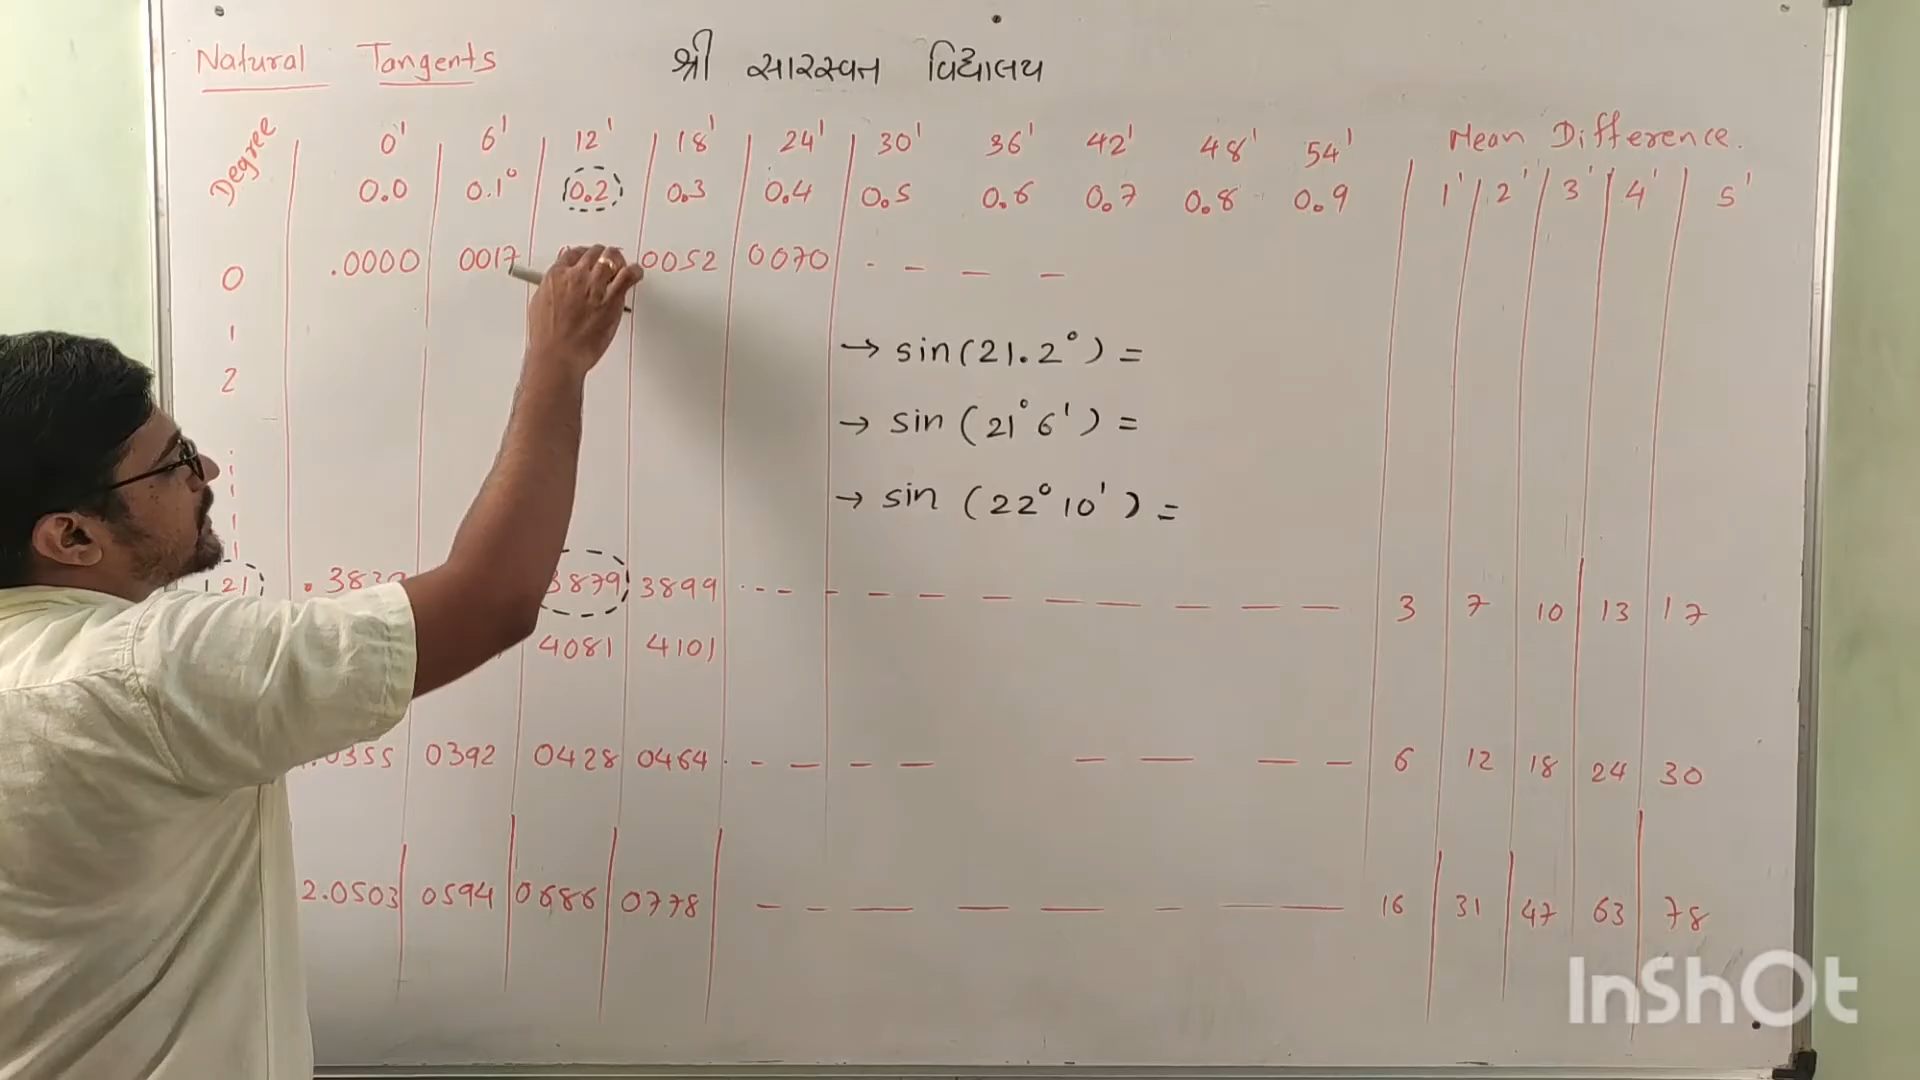 Natural Tangents श्री सारस्वत विद्यालय
Degree 0' 6' 12' 18' 24' 30' 36' 42' 48' 54' Mean Difference.
0.0 0.1° 0.2 0.3 0.4 0.5 0.6 0.7 0.8 0.9 1' 2' 3' 4' 5'
0 .0000 0017 0052 0070 - - - -
1
2
→ sin(21.2°) =
→ sin (21°6') =
→ sin (22°10') =
21 3879 3899 3 7 10 13 17
4081 4101
0355 0392 0428 0464 6 12 18 24 30
2.0503 0594 0686 0778 16 31 47 63 78
InShOt